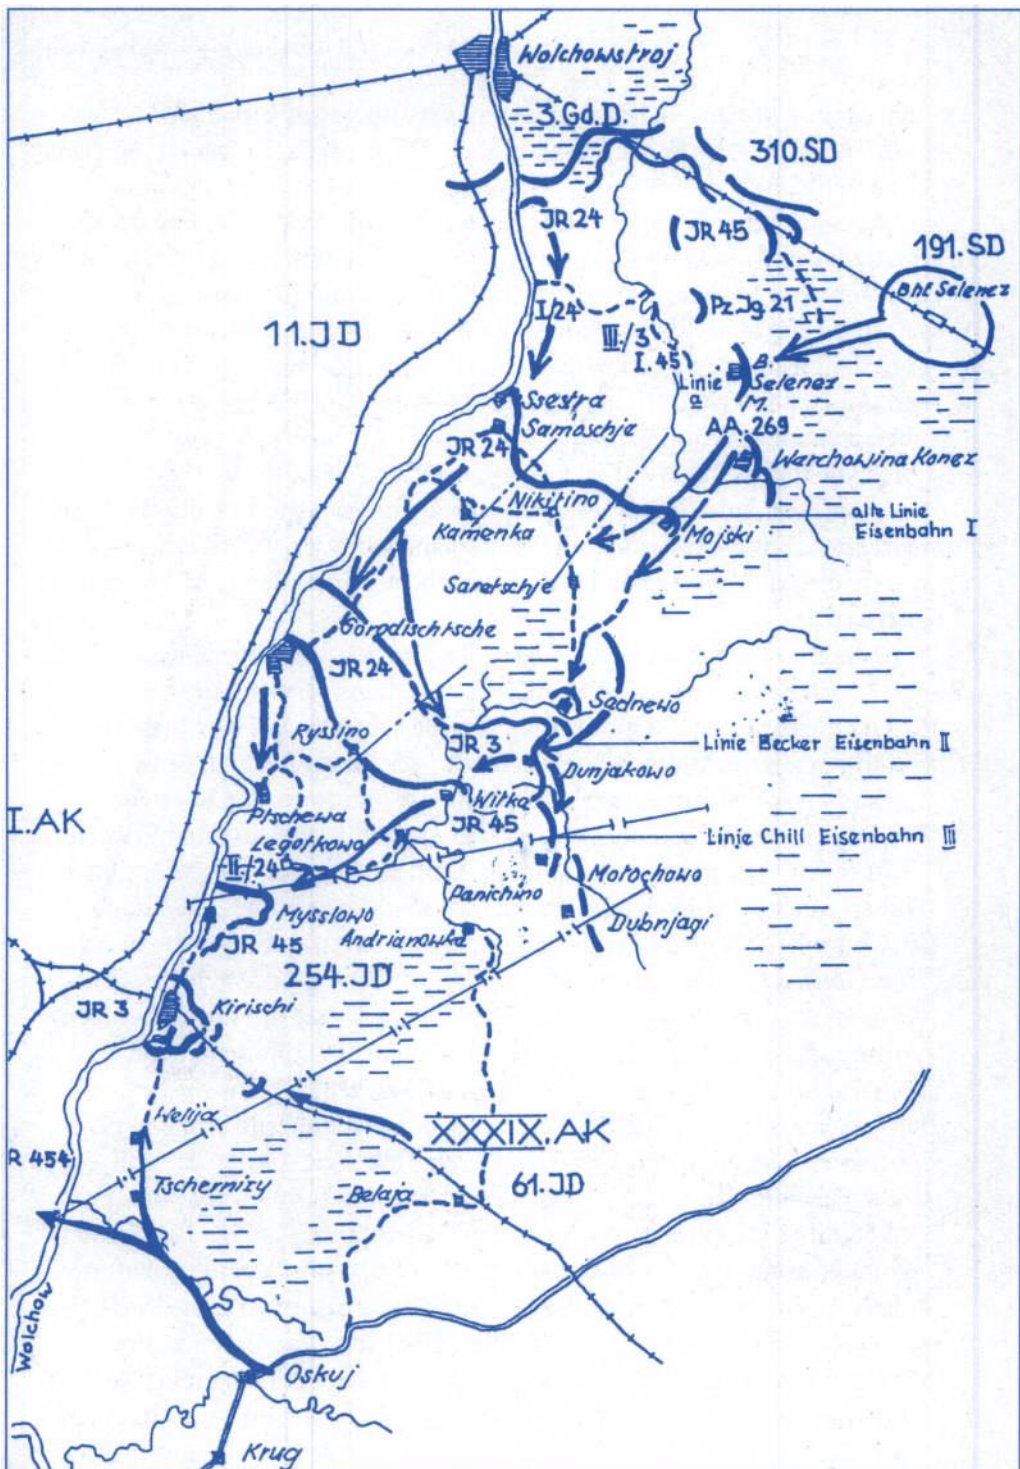 Wolchowstroj
3.Gd.D.
310.SD
JR 24
JR 45
191.SD
Bhf Selenez
Pz.Jg.21
I/24
11.JD
III./3
I.45
B.
Linie
a
Selenez
M.
Ssestra
Samoschje
AA.269
JR 24
Warchowina Konez
Nikitino
Kamenka
alte Linie
Eisenbahn I
Mojski
Saretschje
Gorodischtsche
JR 24
Sadnewo
Ryssino
JR 3
Linie Becker Eisenbahn II
Dunjakowo
Witka
Ptschewa
I.AK
JR 45
Legotkowo
Linie Chill Eisenbahn III
II/24
Motochowo
Panichino
Mysslowo
Dubnjagi
Andrianowka
JR 45
254.JD
JR 3
Kirischi
Welija
XXXIX.AK
R 454
Tschernizy
Belaja
61.JD
Wolchow
Oskuj
Krug